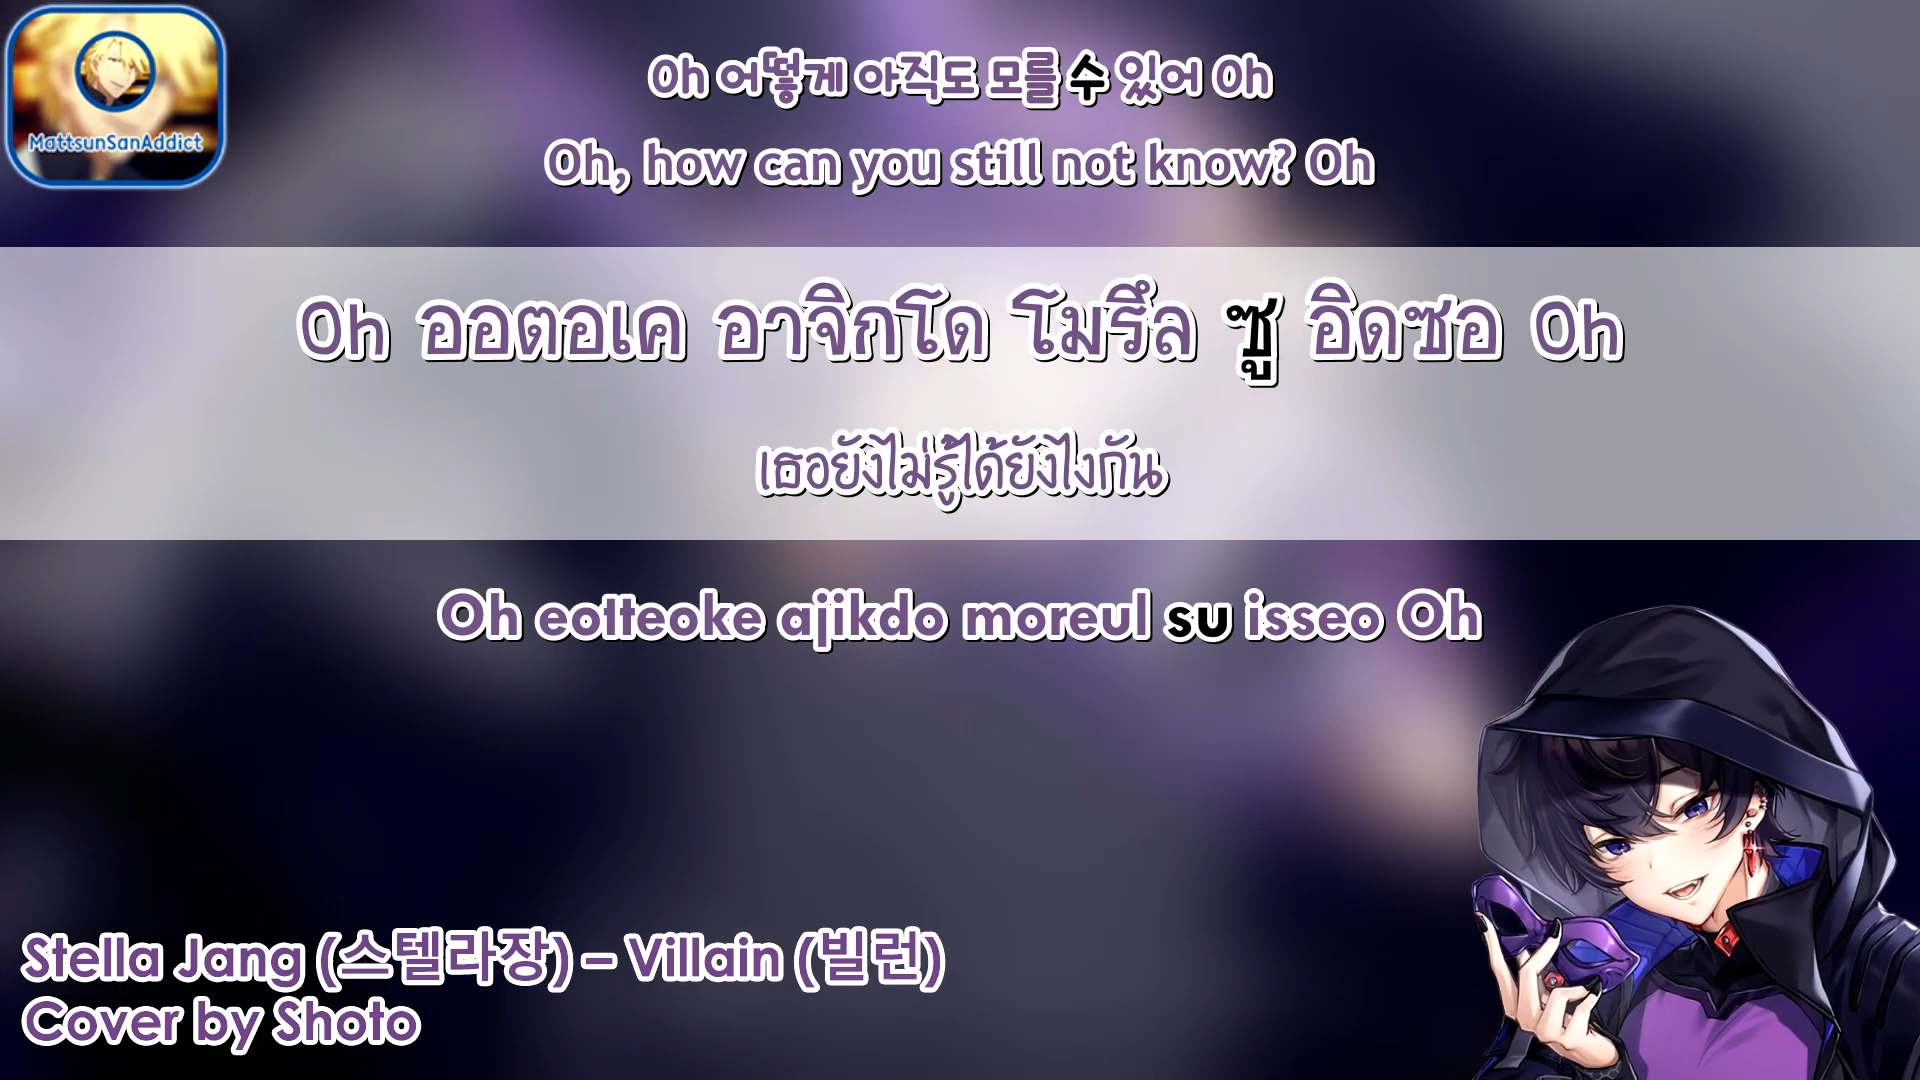 MattsunSanAddict
Oh 어떻게 아직도 모를 수 있어 Oh
Oh, how can you still not know? Oh
Oh ออตอเค อาจิกโด โมรึล ซู อิดซอ Oh
เธอยังไม่รู้ได้ยังไงกัน
Oh eotteoke ajikdo moreul su isseo Oh
Stella Jang (스텔라장) – Villain (빌런)
Cover by Shoto